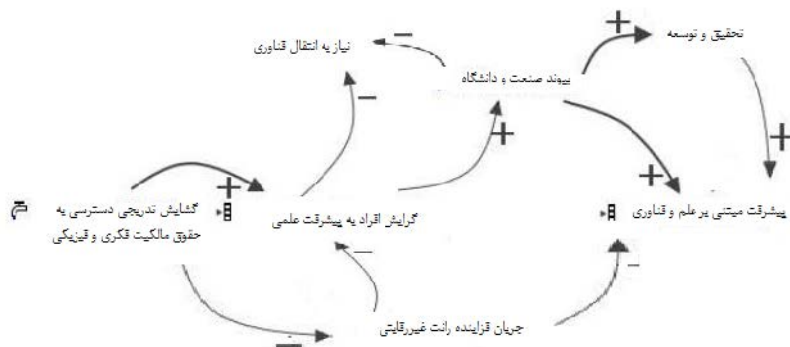 تحقیق و توسعه
نیاز به انتقال فناوری
پیوند صنعت و دانشگاه
گشایش تدریجی دسترسی به
حقوق مالکیت فکری و فیزیکی
گرایش افراد به پیشرفت علمی
پیشرفت مبتنی بر علم و فناوری
جریان فزاینده رانت غیررقابتی